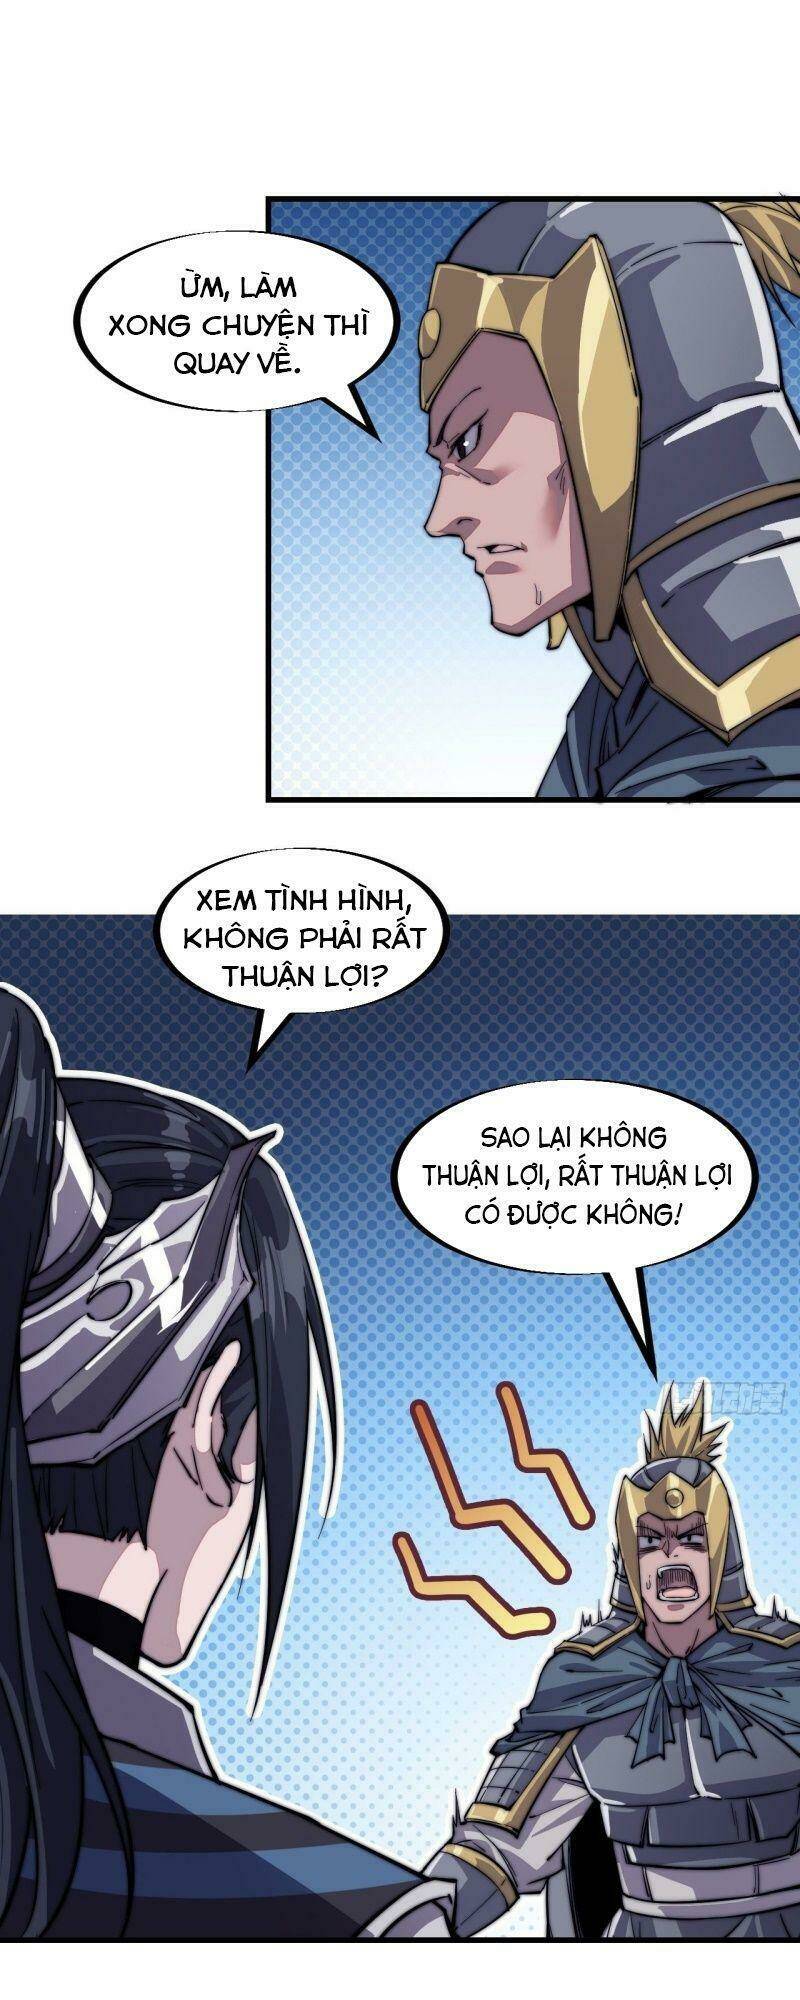 ỪM, LÀM
XONG CHUYỆN THÌ
QUAY VỀ.
XEM TÌNH HÌNH,
KHÔNG PHẢI RẤT
THUẬN LỢI?
SAO LẠI KHÔNG
THUẬN LỢI, RẤT THUẬN LỢI
CÓ ĐƯỢC KHÔNG!